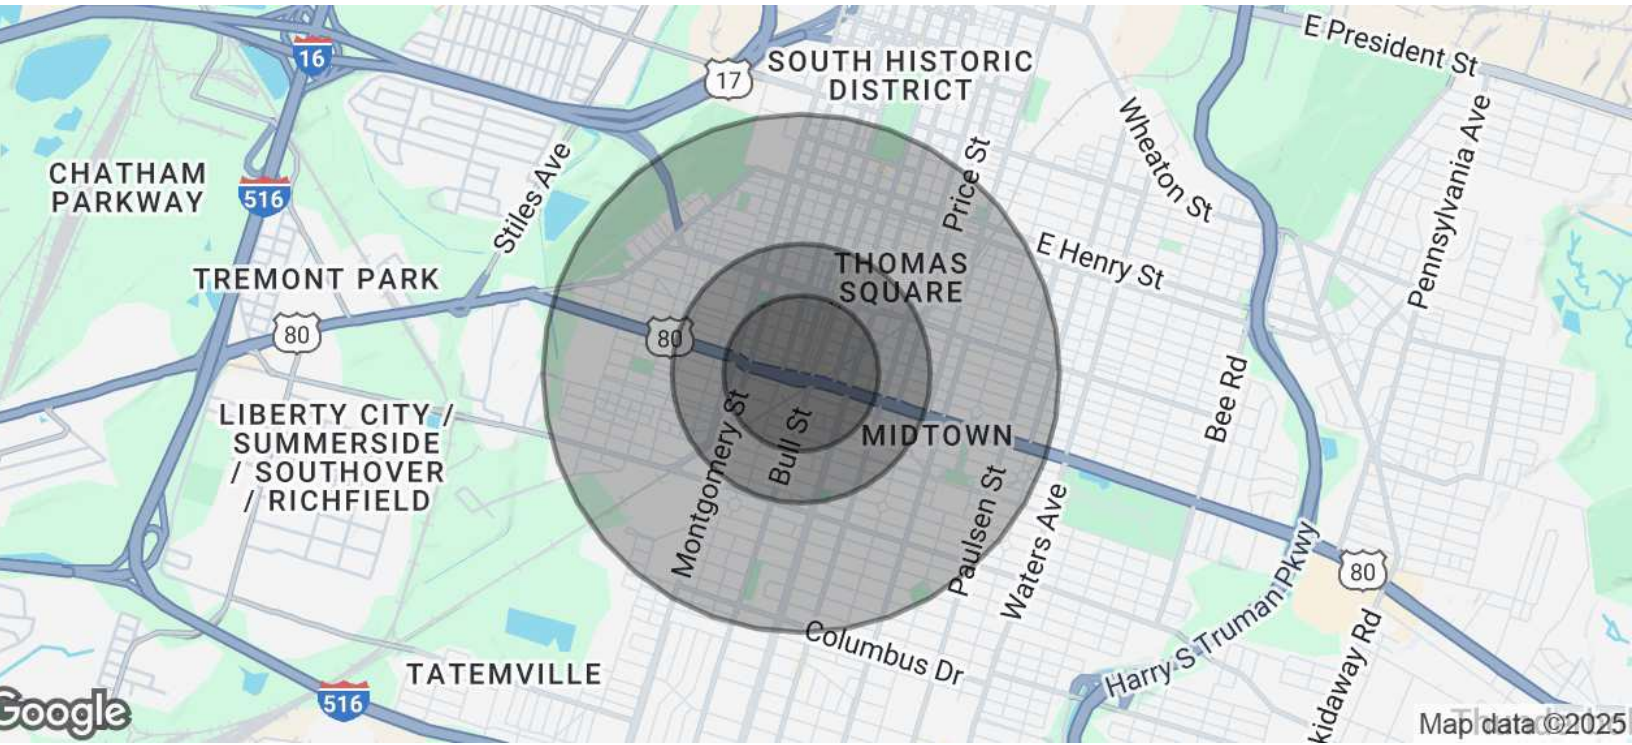 E President St
16
17
SOUTH HISTORIC
DISTRICT
Pennsylvania Ave
Wheaton St
CHATHAM
PARKWAY
516
Stiles Ave
Price St
E Henry St
TREMONT PARK
THOMAS
SQUARE
80
80
Bee Rd
LIBERTY CITY /
SUMMERSIDE
/ SOUTHOVER
/ RICHFIELD
Montgomery St
Bull St
MIDTOWN
Paulsen St
Waters Ave
80
Harry S Truman Pkwy
kidaway Rd
Columbus Dr
TATEMVILLE
516
Google
Map data ©2025